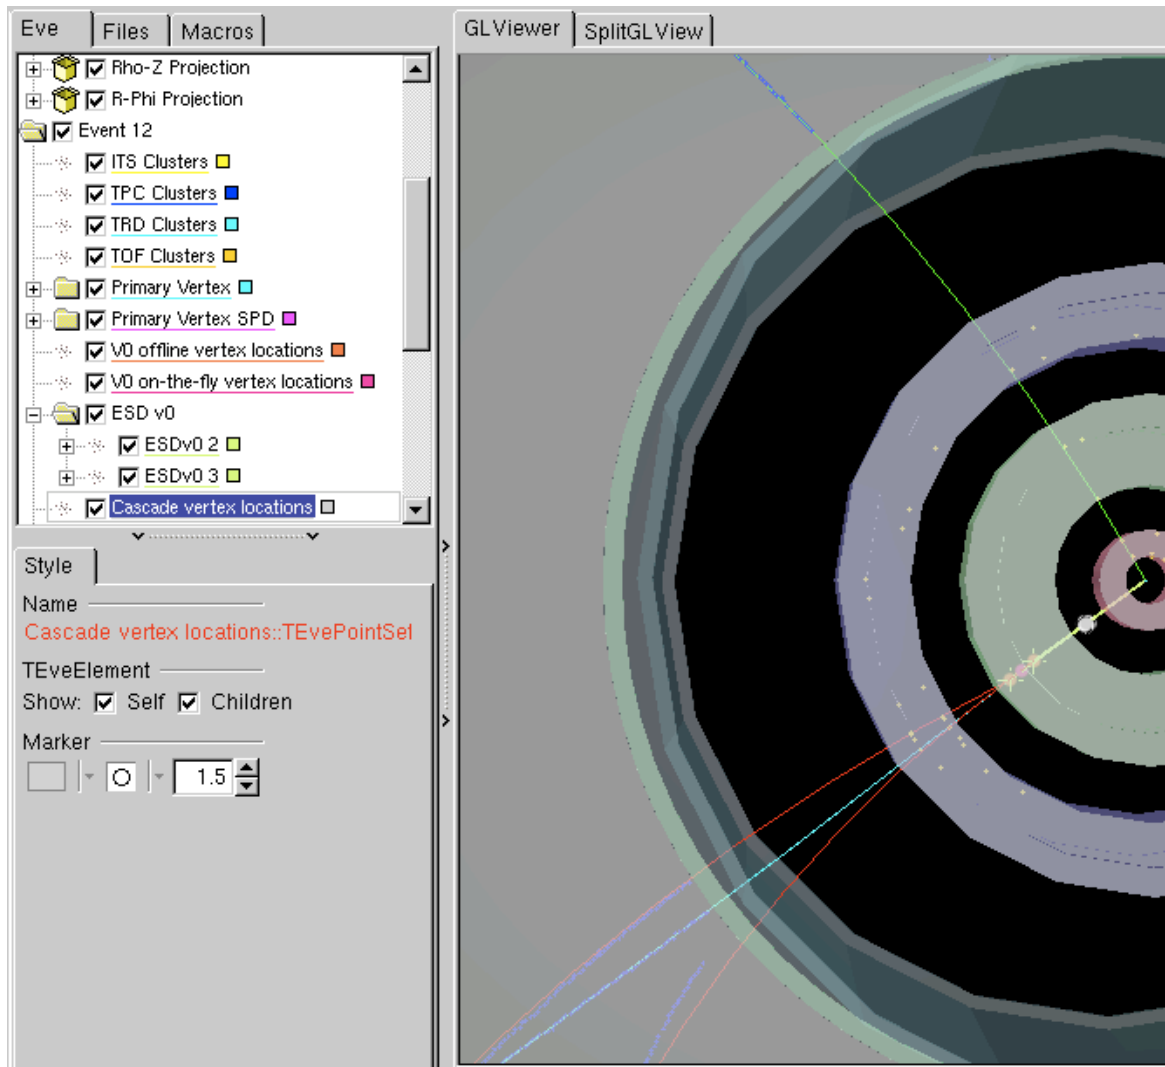 Eve Files Macros
GLViewer SplitGLView
Rho-Z Projection
R-Phi Projection
Event 12
ITS Clusters
TPC Clusters
TRD Clusters
TOF Clusters
Primary Vertex
Primary Vertex SPD
V0 offline vertex locations
V0 on-the-fly vertex locations
ESD v0
ESDv0 2
ESDv0 3
Cascade vertex locations
Style
Name
Cascade vertex locations::TEvePointSet
TEveElement
Show: Self Children
Marker
1.5